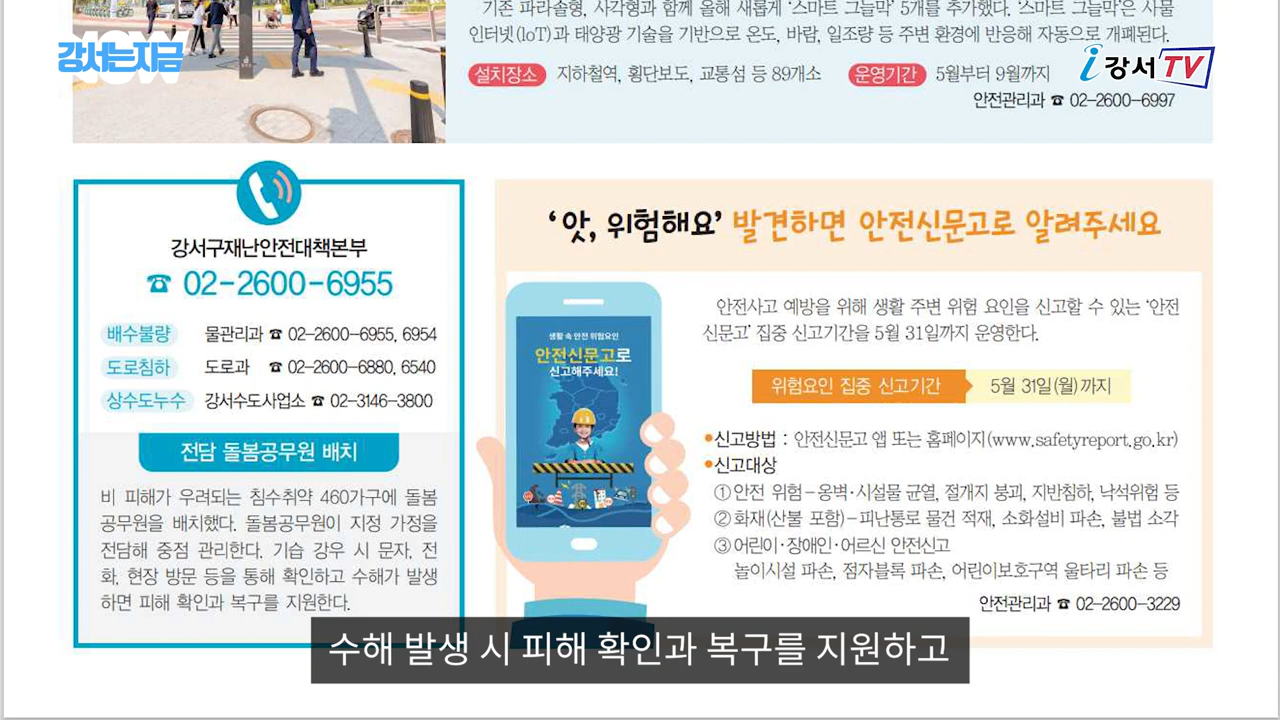 기존 파라솔형, 사각형과 함께 올해 새롭게 ‘스마트 그늘막’ 5개를 추가했다. ‘스마트 그늘막’은 사물
인터넷(IoT)과 태양광 기술을 기반으로 온도, 바람, 일조량 등 주변 환경에 반응해 자동으로 개폐된다.
NOW
강서는지금
i 강서 TV
설치장소 지하철역, 횡단보도, 교통섬 등 89개소 운영기간 5월부터 9월까지
안전관리과 ☎ 02-2600-6997
강서구재난안전대책본부
☎ 02-2600-6955
배수불량 물관리과 ☎ 02-2600-6955, 6954
도로침하 도로과 ☎ 02-2600-6880, 6540
상수도누수 강서수도사업소 ☎ 02-3146-3800
전담 돌봄공무원 배치
비 피해가 우려되는 침수취약 460가구에 돌봄
공무원을 배치했다. 돌봄공무원이 지정 가정을
전담해 중점 관리한다. 기습 강우 시 문자, 전
화, 현장 방문 등을 통해 확인하고 수해가 발생
하면 피해 확인과 복구를 지원한다.
‘앗, 위험해요’ 발견하면 안전신문고로 알려주세요
생활 속 안전 위험요인
안전신문고로
신고해주세요!
안전사고 예방을 위해 생활 주변 위험 요인을 신고할 수 있는 ‘안전
신문고’ 집중 신고기간을 5월 31일까지 운영한다.
위험요인 집중 신고기간 5월 31일(월)까지
•신고방법 : 안전신문고 앱 또는 홈페이지(www.safetyreport.go.kr)
•신고대상
①안전 위험-옹벽·시설물 균열, 절개지 붕괴, 지반침하, 낙석위험 등
②화재(산불 포함)-피난통로 물건 적재, 소화설비 파손, 불법 소각
③어린이·장애인·어르신 안전신고
놀이시설 파손, 점자블록 파손, 어린이보호구역 울타리 파손 등
안전관리과 ☎ 02-2600-3229
수해 발생 시 피해 확인과 복구를 지원하고